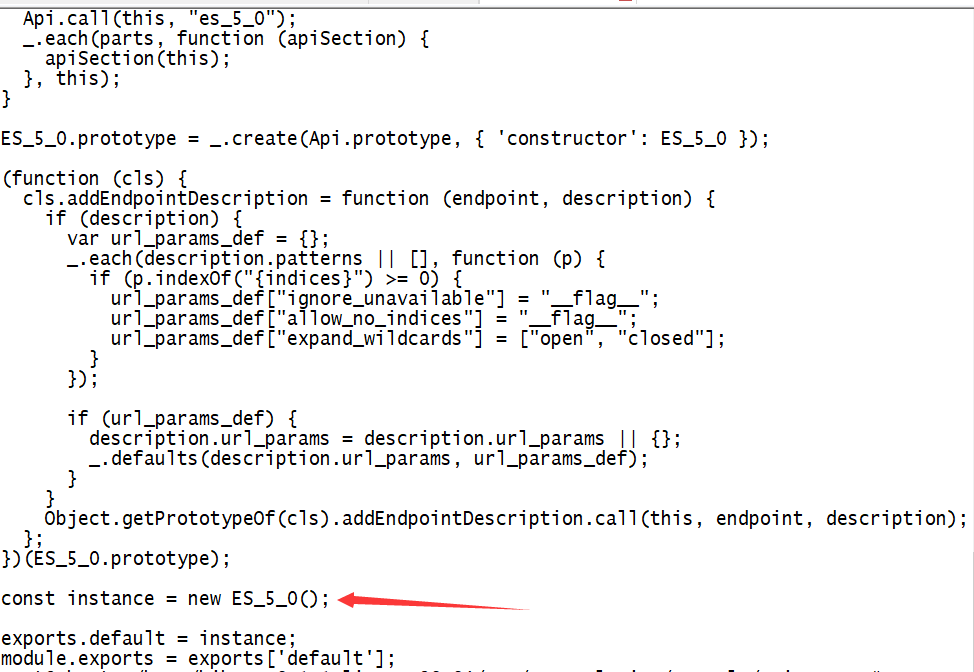 Api.call(this, "es_5_0");
_.each(parts, function (apiSection) {
apiSection(this);
}, this);
}
ES_5_0.prototype = _.create(Api.prototype, { 'constructor': ES_5_0 });
(function (cls) {
cls.addEndpointDescription = function (endpoint, description) {
if (description) {
var url_params_def = {};
_.each(description.patterns || [], function (p) {
if (p.indexOf("{indices}") >= 0) {
url_params_def["ignore_unavailable"] = "__flag__";
url_params_def["allow_no_indices"] = "__flag__";
url_params_def["expand_wildcards"] = ["open", "closed"];
}
});
if (url_params_def) {
description.url_params = description.url_params || {};
_.defaults(description.url_params, url_params_def);
}
}
Object.getPrototypeOf(cls).addEndpointDescription.call(this, endpoint, description);
};
})(ES_5_0.prototype);
const instance = new ES_5_0();
exports.default = instance;
module.exports = exports['default'];